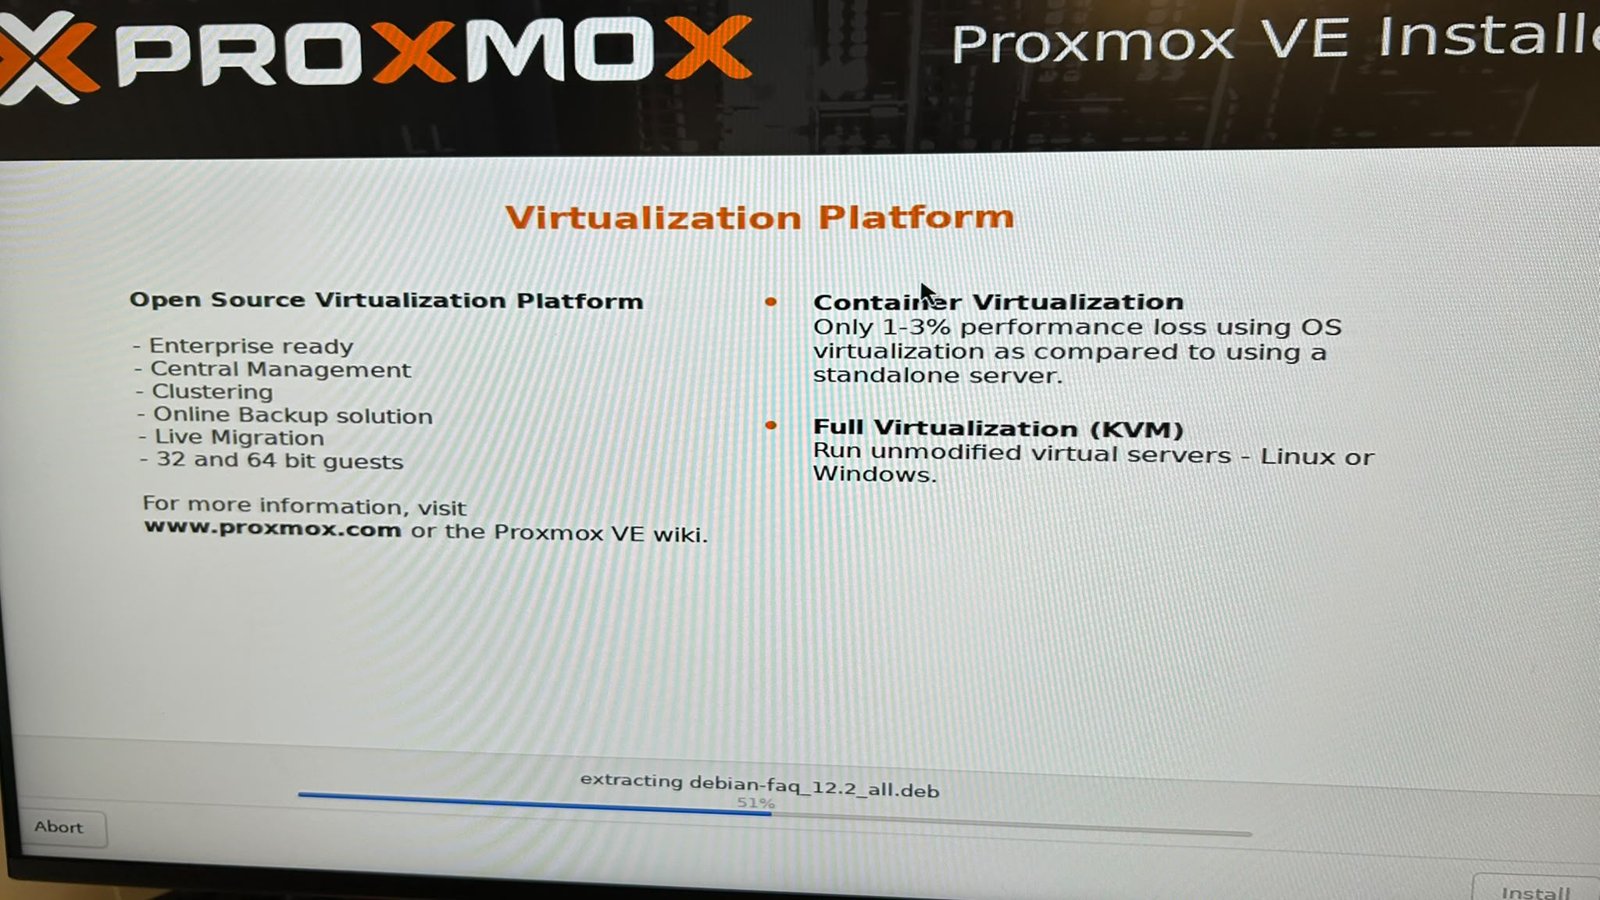 PROXMOX
Proxmox VE Installe
Virtualization Platform
Open Source Virtualization Platform
- Enterprise ready
- Central Management
- Clustering
- Online Backup solution
- Live Migration
- 32 and 64 bit guests
For more information, visit
www.proxmox.com or the Proxmox VE wiki.
• Container Virtualization
Only 1-3% performance loss using OS
virtualization as compared to using a
standalone server.
• Full Virtualization (KVM)
Run unmodified virtual servers - Linux or
Windows.
extracting debian-faq_12.2_all.deb
51%
Abort
Install